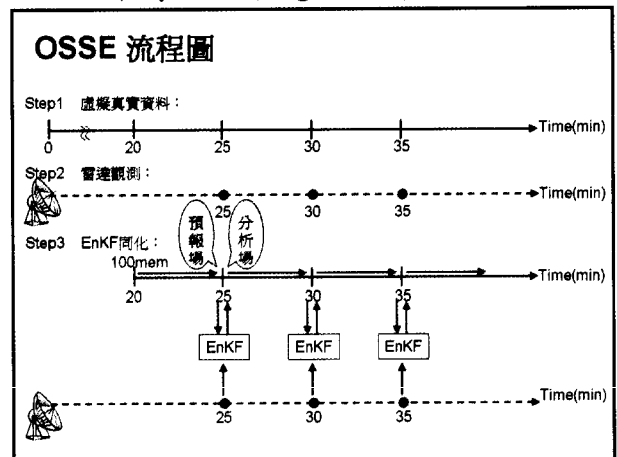 OSSE 流程圖
Step1 虛擬真實資料：
Time(min)
0 20 25 30 35
Step2 雷達觀測：
Time(min)
25 30 35
預報場
分析場
Step3 EnKF同化：
100mem
Time(min)
20 25 30 35
EnKF EnKF EnKF
Time(min)
25 30 35